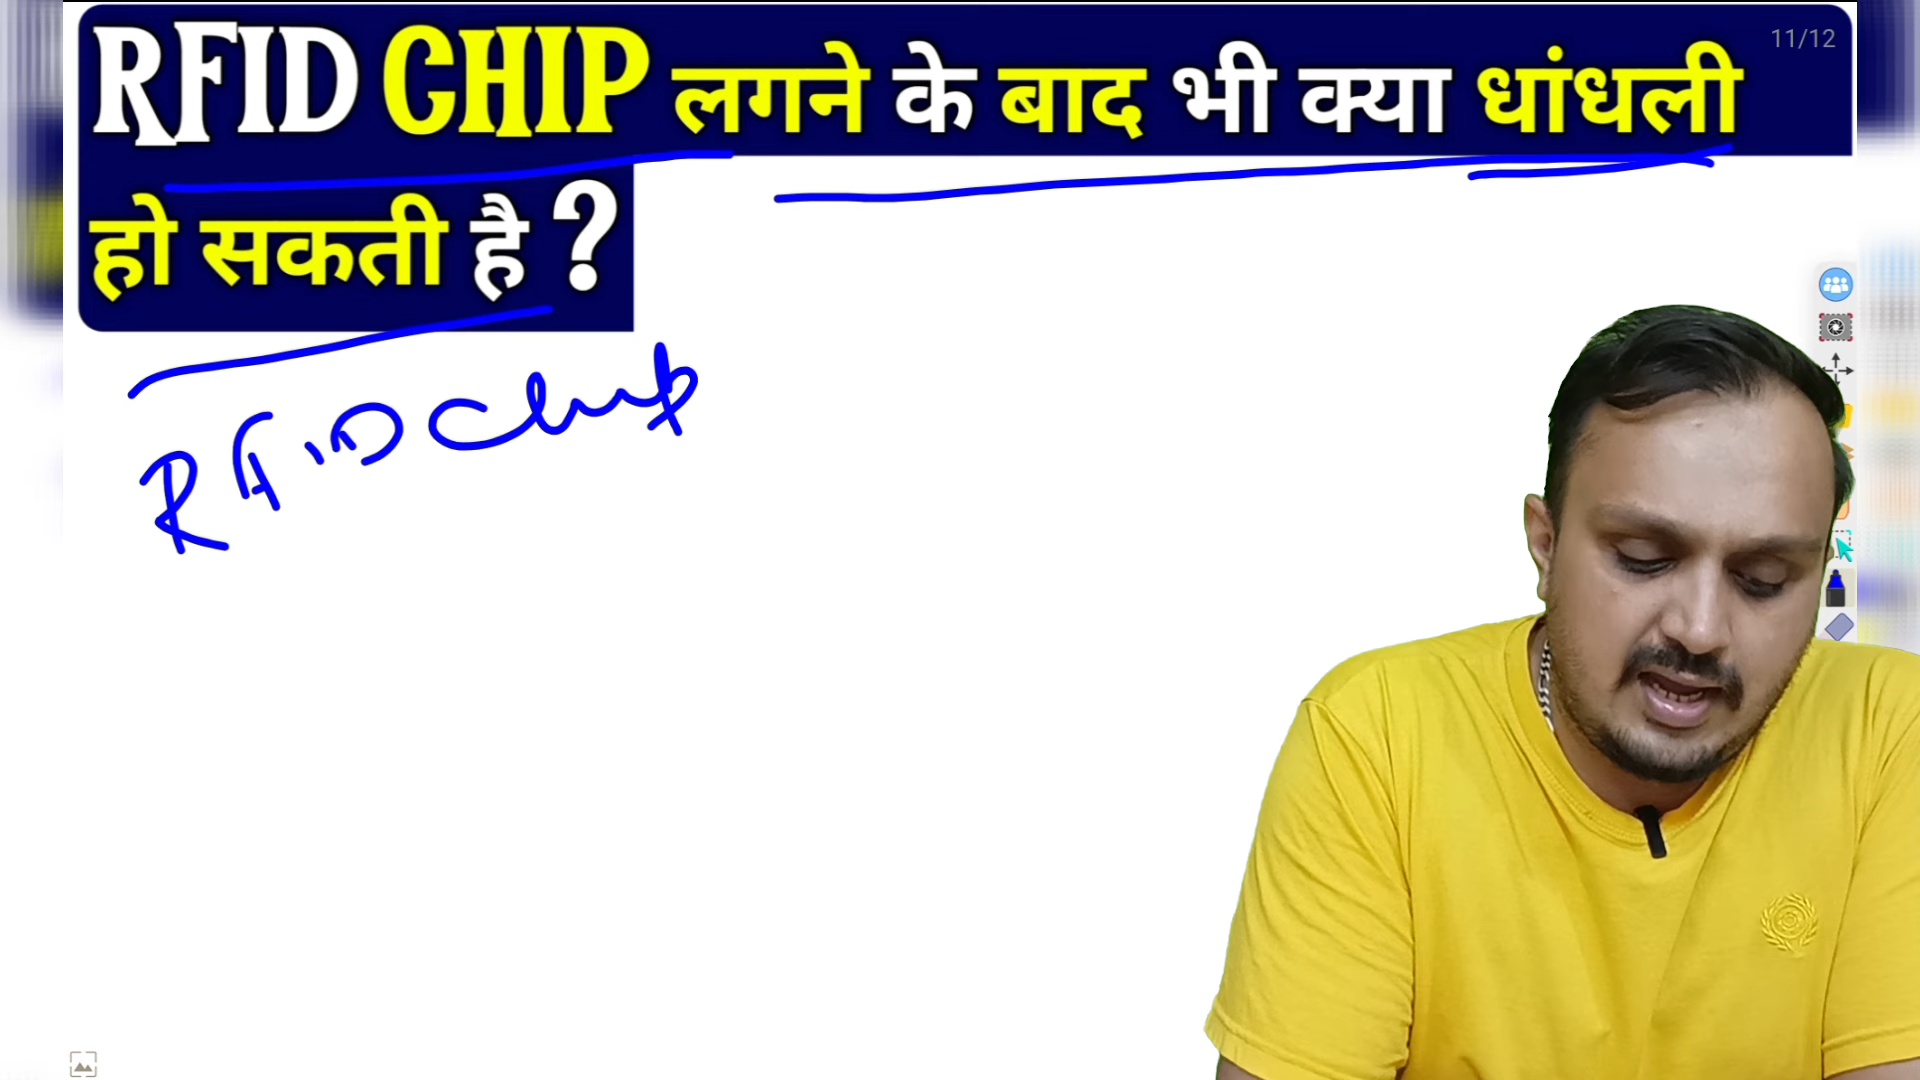 RFID CHIP लगने के बाद भी क्या धांधली
11/12
हो सकती है ?
RFID Chip